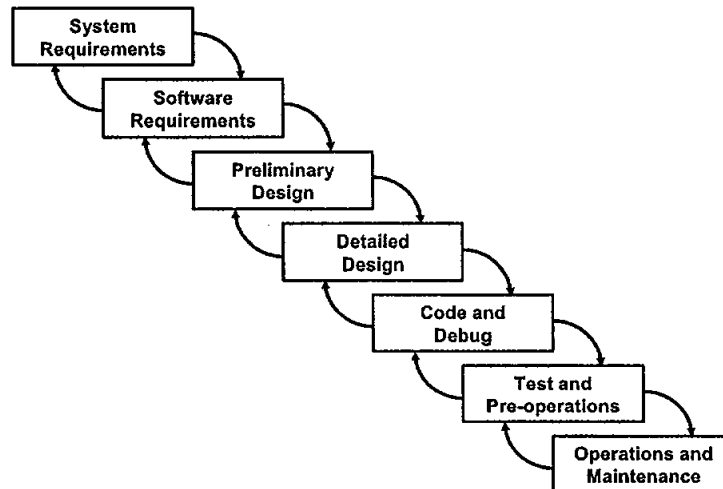 System
Requirements
Software
Requirements
Preliminary
Design
Detailed
Design
Code and
Debug
Test and
Pre-operations
Operations and
Maintenance